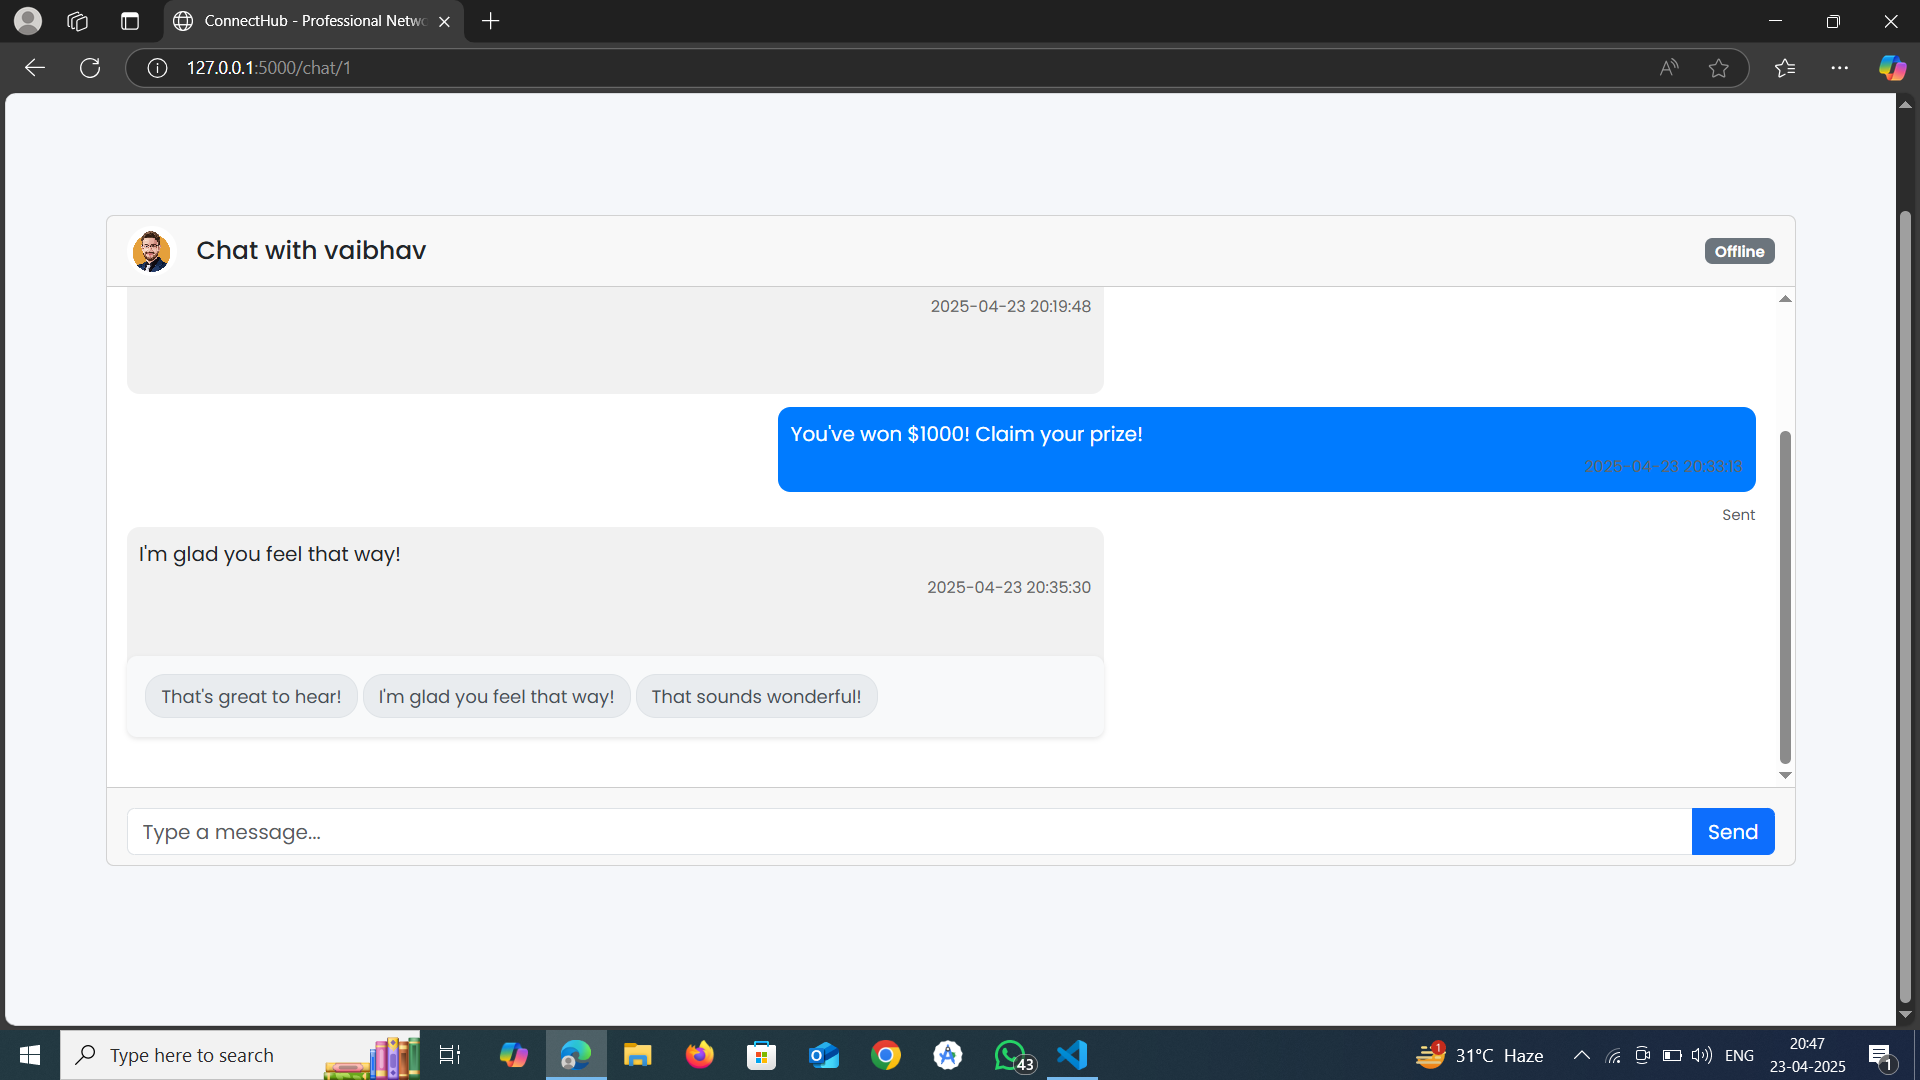 ConnectHub - Professional Netwo
127.0.0.1:5000/chat/1
Chat with vaibhav
Offline
2025-04-23 20:19:48
You've won $1000! Claim your prize!
2025-04-23 20:33:13
Sent
I'm glad you feel that way!
2025-04-23 20:35:30
That's great to hear! I'm glad you feel that way! That sounds wonderful!
Type a message...
Send
Type here to search
43
1
31°C Haze
ENG
20:47
23-04-2025
1